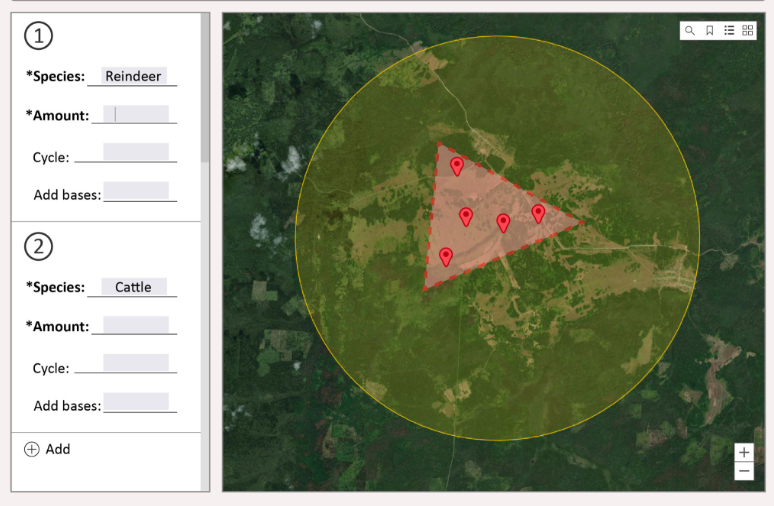 1
*Species: Reindeer
*Amount:
Cycle:
Add bases:
2
*Species: Cattle
*Amount:
Cycle:
Add bases:
Add